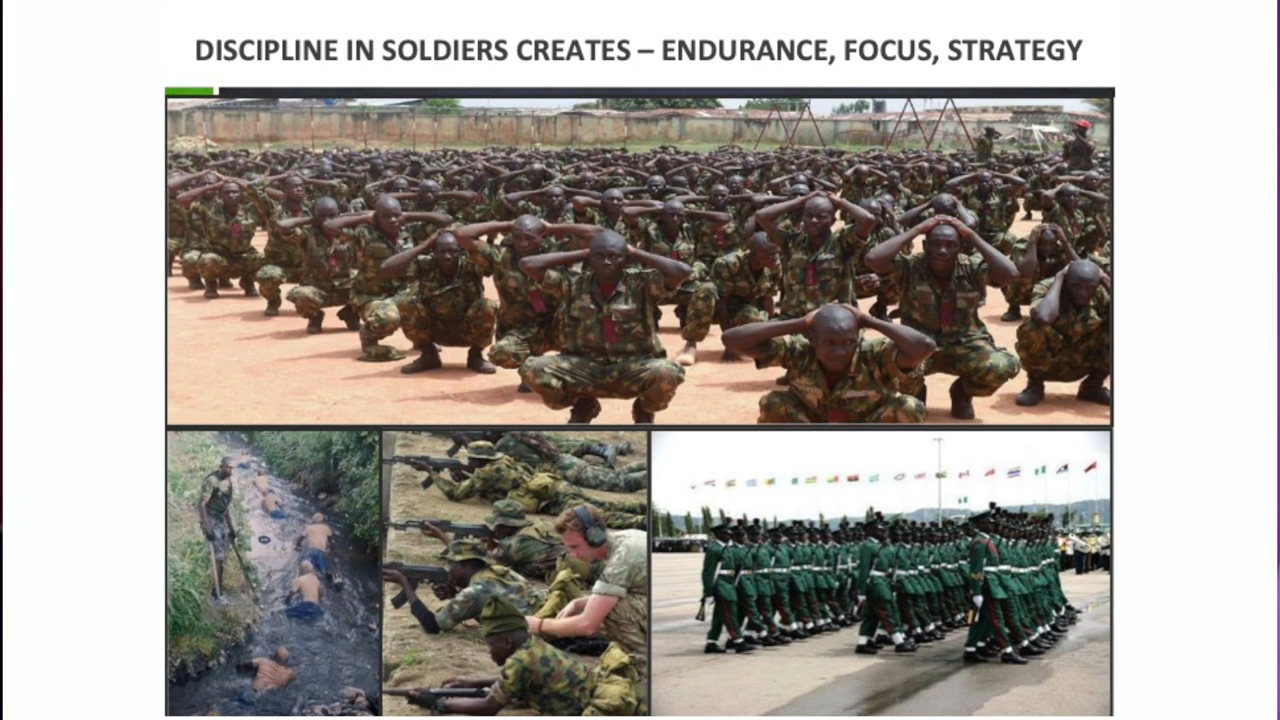 DISCIPLINE IN SOLDIERS CREATES – ENDURANCE, FOCUS, STRATEGY